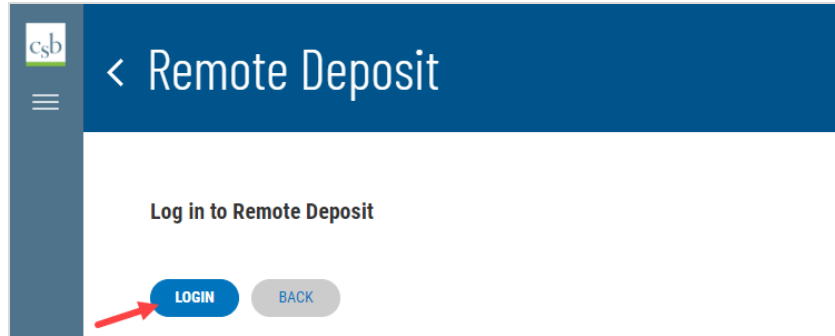 csb
Remote Deposit
Log in to Remote Deposit
LOGIN
BACK